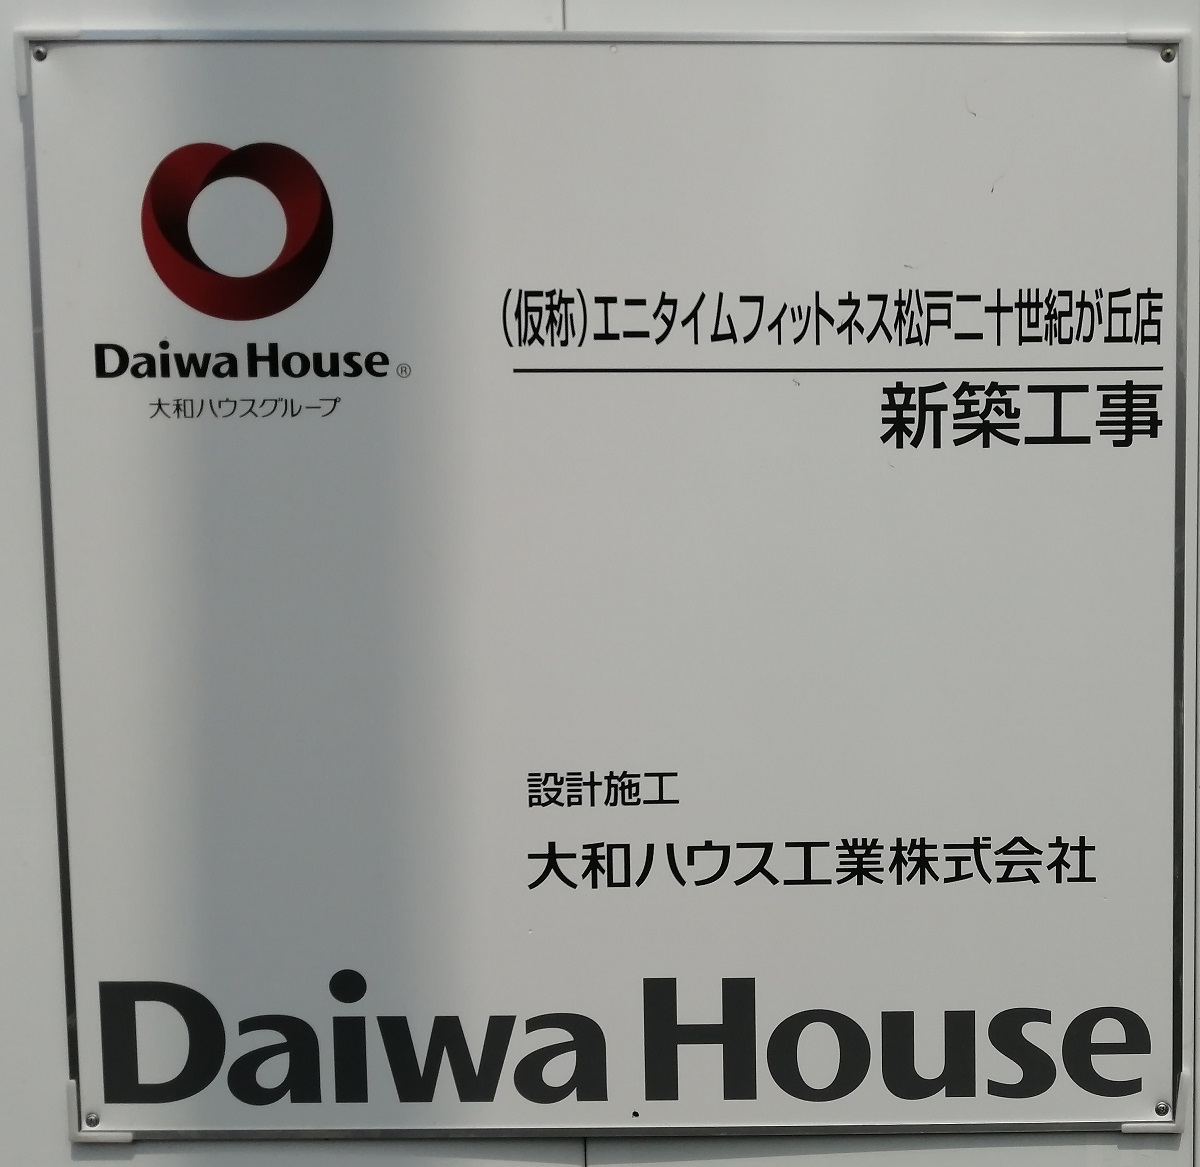 Daiwa House®
大和ハウスグループ
(仮称)エニタイムフィットネス松戸二十世紀が丘店
新築工事
設計施工
大和ハウス工業株式会社
Daiwa House